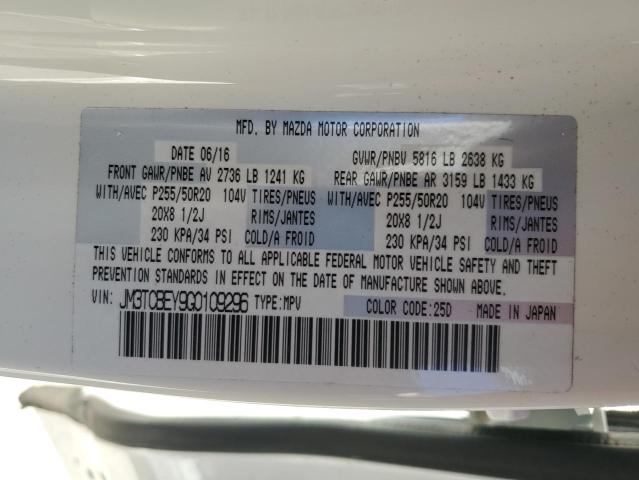 MFD. BY MAZDA MOTOR CORPORATION
DATE 06/16 GVWR/PNBV 5816 LB 2638 KG
FRONT GAWR/PNBE AV 2736 LB 1241 KG REAR GAWR/PNBE AR 3159 LB 1433 KG
WITH/AVEC P255/50R20 104V TIRES/PNEUS WITH/AVEC P255/50R20 104V TIRES/PNEUS
20X8 1/2J RIMS/JANTES 20X8 1/2J RIMS/JANTES
230 KPA/34 PSI COLD/A FROID 230 KPA/34 PSI COLD/A FROID
THIS VEHICLE CONFORMS TO ALL APPLICABLE FEDERAL MOTOR VEHICLE SAFETY AND THEFT
PREVENTION STANDARDS IN EFFECT ON THE DATE OF MANUFACTURE SHOWN ABOVE.
VIN: JM3TCBEY9G0109296 TYPE:MPV COLOR CODE:25D MADE IN JAPAN